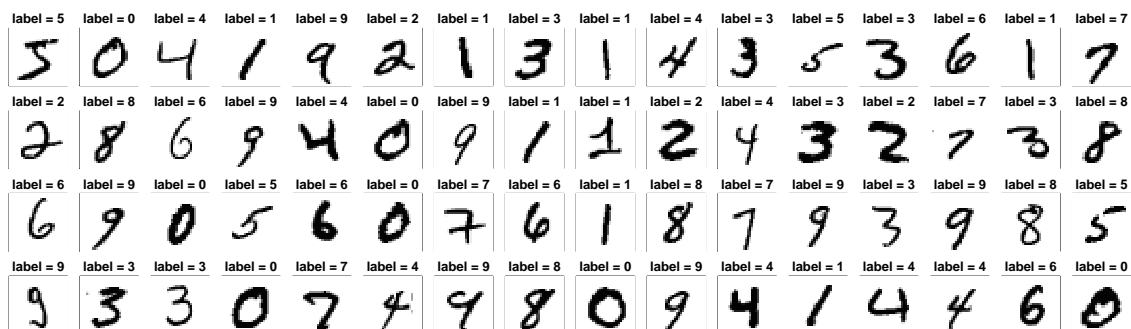 label = 5 label = 0 label = 4 label = 1 label = 9 label = 2 label = 1 label = 3 label = 1 label = 4 label = 3 label = 5 label = 3 label = 6 label = 1 label = 7
5 0 4 1 9 2 1 3 1 4 3 5 3 6 1 7
label = 2 label = 8 label = 6 label = 9 label = 4 label = 0 label = 9 label = 1 label = 1 label = 2 label = 4 label = 3 label = 2 label = 7 label = 3 label = 8
2 8 6 9 4 0 9 1 1 2 4 3 2 7 3 8
label = 6 label = 9 label = 0 label = 5 label = 6 label = 0 label = 7 label = 6 label = 1 label = 8 label = 7 label = 9 label = 3 label = 9 label = 8 label = 5
6 9 0 5 6 0 7 6 1 8 7 9 3 9 8 5
label = 9 label = 3 label = 3 label = 0 label = 7 label = 4 label = 9 label = 8 label = 0 label = 9 label = 4 label = 1 label = 4 label = 4 label = 6 label = 0
9 3 3 0 7 4 9 8 0 9 4 1 4 4 6 0